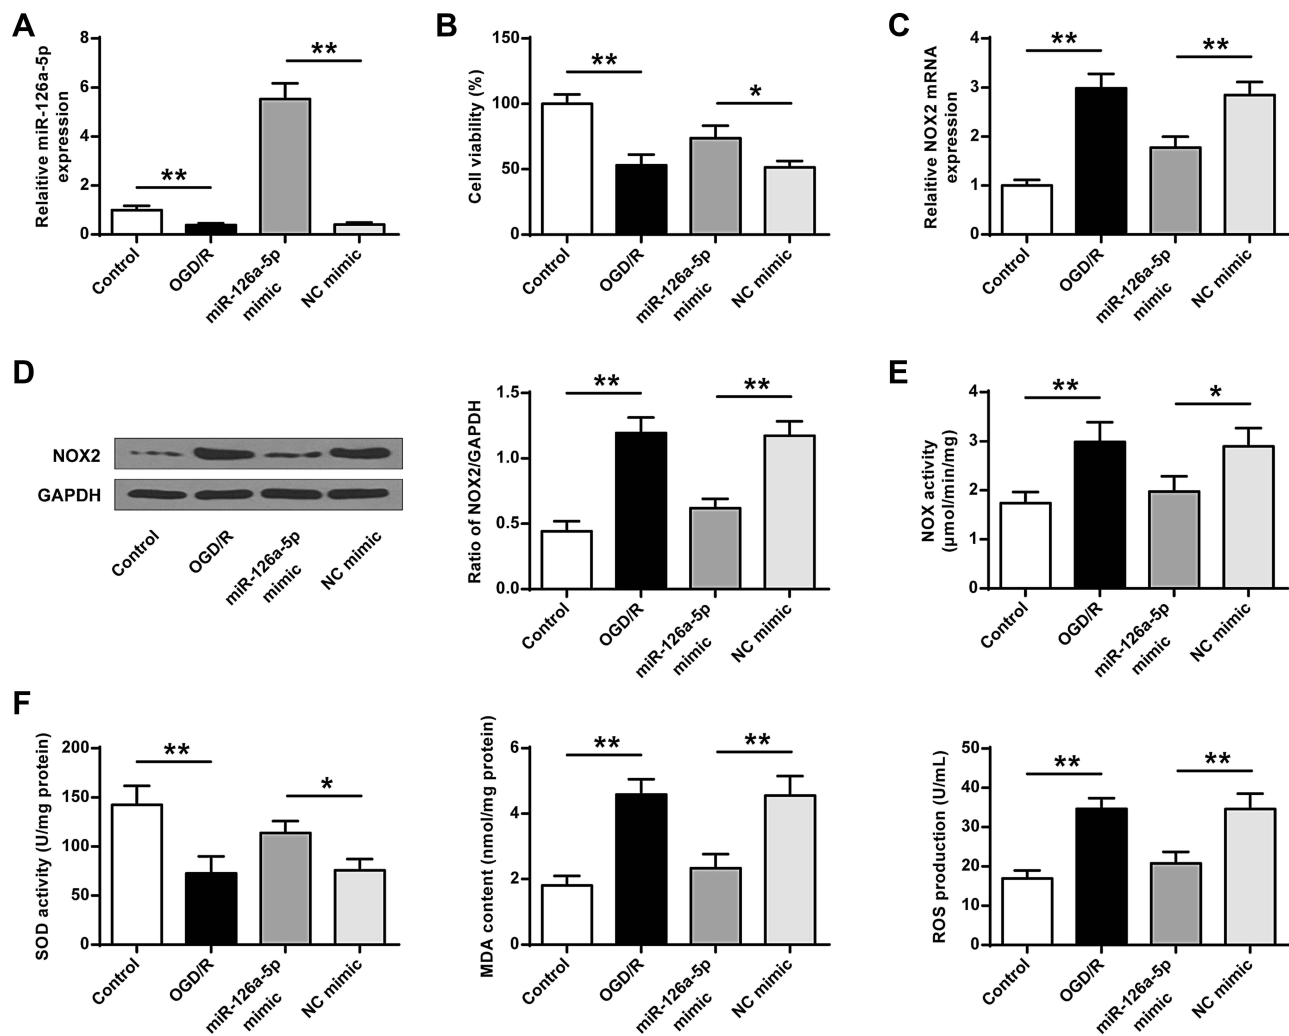 A
Relaitive miR-126a-5p
expression
8
6
4
2
0
**
**
Control
OGD/R
miR-126a-5p
mimic
NC mimic
B
Cell viability (%)
150
100
50
0
**
*
Control
OGD/R
miR-126a-5p
mimic
NC mimic
C
Relaitive NOX2 mRNA
expression
4
3
2
1
0
**
**
Control
OGD/R
miR-126a-5p
mimic
NC mimic
D
NOX2
GAPDH
Control
OGD/R
miR-126a-5p
mimic
NC mimic
Ratio of NOX2/GAPDH
1.5
1.0
0.5
0.0
**
**
Control
OGD/R
miR-126a-5p
mimic
NC mimic
E
NOX activity
(μmol/min/mg)
4
3
2
1
0
**
*
Control
OGD/R
miR-126a-5p
mimic
NC mimic
F
SOD activity (U/mg protein)
200
150
100
50
0
**
*
Control
OGD/R
miR-126a-5p
mimic
NC mimic
MDA content (nmol/mg protein)
6
4
2
0
**
**
Control
OGD/R
miR-126a-5p
mimic
NC mimic
ROS production (U/mL)
50
40
30
20
10
0
**
**
Control
OGD/R
miR-126a-5p
mimic
NC mimic